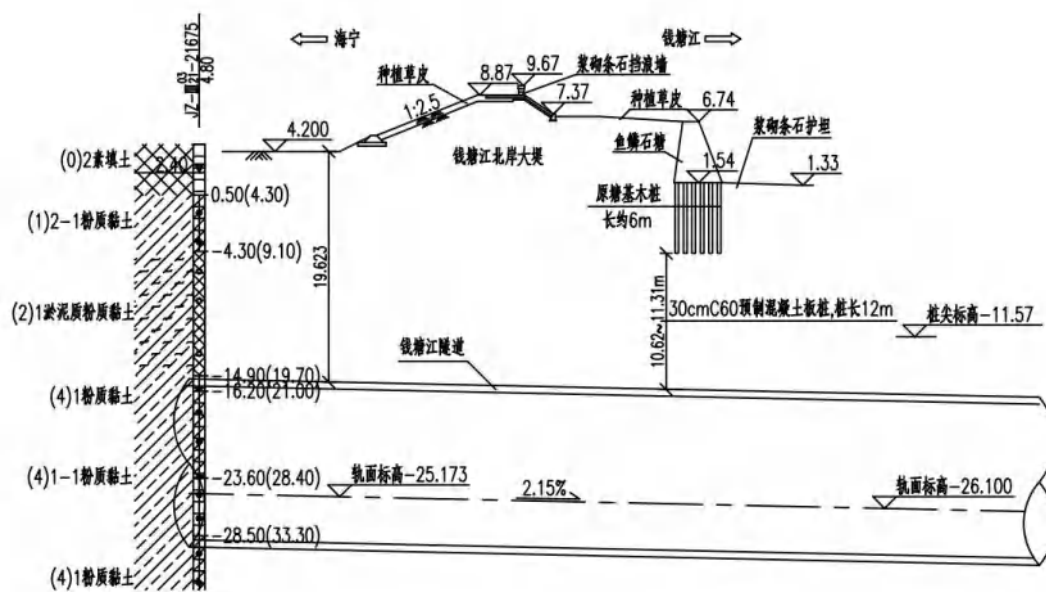 JZ-Ⅲ21-21675
03
4.80
海宁
钱塘江
9.67
浆砌条石挡浪墙
8.87
种植草皮
7.37
1:2.5
种植草皮
6.74
4.200
浆砌条石护坦
鱼鳞石塘
钱塘江北岸大堤
(0)2素填土
2.40
1.54
1.33
0.50(4.30)
原塘基木桩
长约6m
(1)2-1粉质黏土
-4.30(9.10)
19.623
10.62~11.31m
30cmC60预制混凝土板桩,桩长12m
桩尖标高-11.57
(2)1淤泥质粉质黏土
钱塘江隧道
-14.90(19.70)
-16.20(21.00)
(4)1粉质黏土
-23.60(28.40)
(4)1-1粉质黏土
轨面标高-25.173
2.15%
轨面标高-26.100
-28.50(33.30)
(4)1粉质黏土